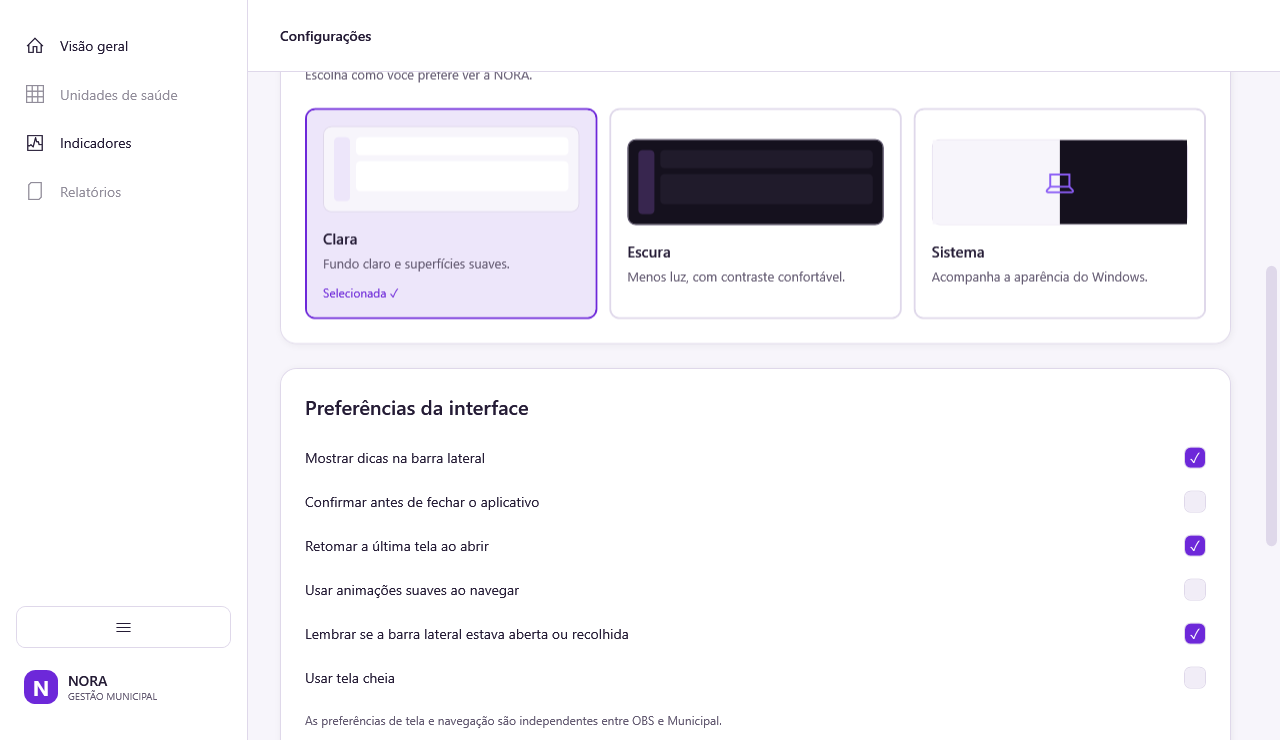 Configurações
Visão geral
Unidades de saúde
Indicadores
Relatórios
Escolha como você prefere ver a NORA.
Clara
Fundo claro e superfícies suaves.
Selecionada ✓
Escura
Menos luz, com contraste confortável.
Sistema
Acompanha a aparência do Windows.
Preferências da interface
Mostrar dicas na barra lateral
Confirmar antes de fechar o aplicativo
Retomar a última tela ao abrir
Usar animações suaves ao navegar
Lembrar se a barra lateral estava aberta ou recolhida
Usar tela cheia
As preferências de tela e navegação são independentes entre OBS e Municipal.
N
NORA
GESTÃO MUNICIPAL